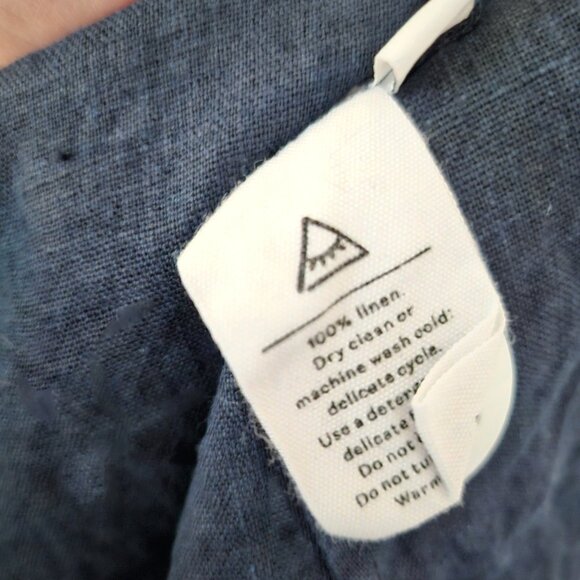 100% linen.
Dry clean or
machine wash cold:
delicate cycle.
Use a
delicate
Do not
Do not
Warm